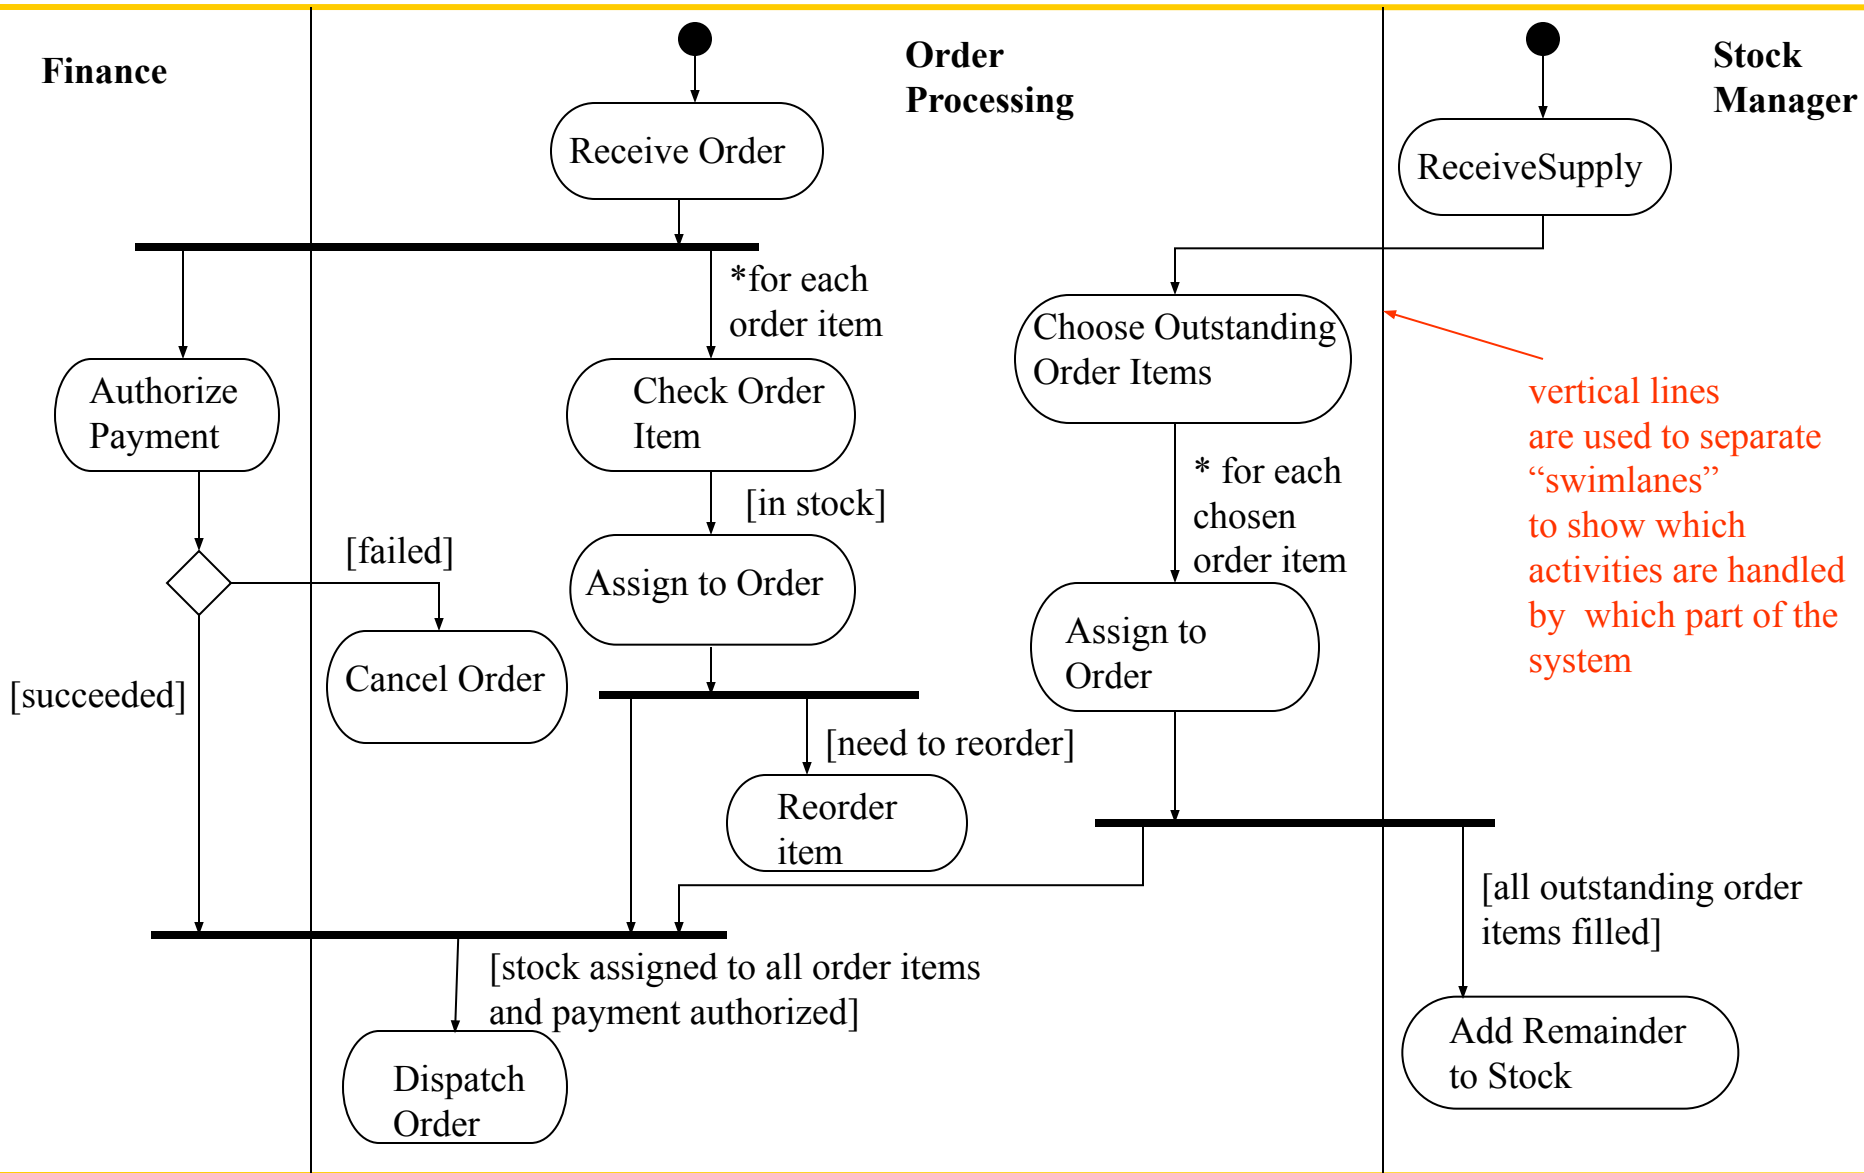 Finance
Order
Processing
Stock
Manager
Receive Order
ReceiveSupply
*for each
order item
Choose Outstanding
Order Items
Authorize
Payment
Check Order
Item
vertical lines
are used to separate
“swimlanes”
to show which
activities are handled
by  which part of the
system
* for each
chosen
order item
[in stock]
[failed]
Assign to Order
Assign to
Order
Cancel Order
[succeeded]
[need to reorder]
Reorder
item
[all outstanding order
items filled]
[stock assigned to all order items
and payment authorized]
Add Remainder
to Stock
Dispatch
Order